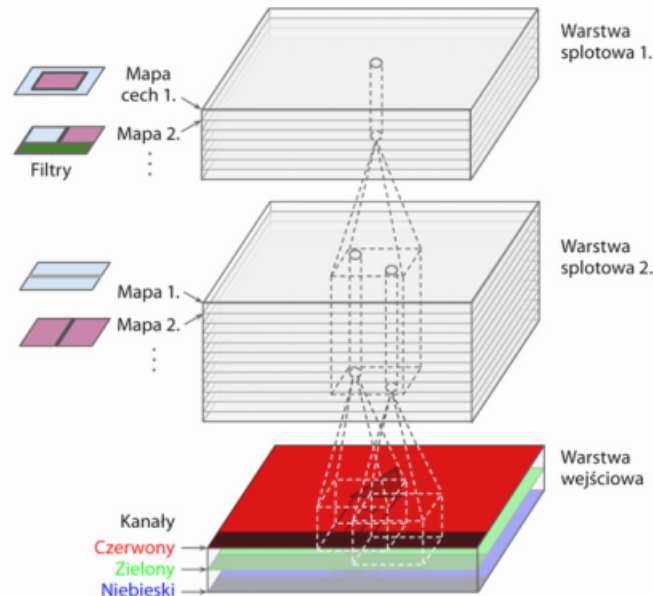 Warstwa
splotowa 1.
Mapa
cech 1.
Mapa 2.
Filtry
Warstwa
splotowa 2.
Mapa 1.
Mapa 2.
Warstwa
wejściowa
Kanały
Czerwony
Zielony
Niebieski